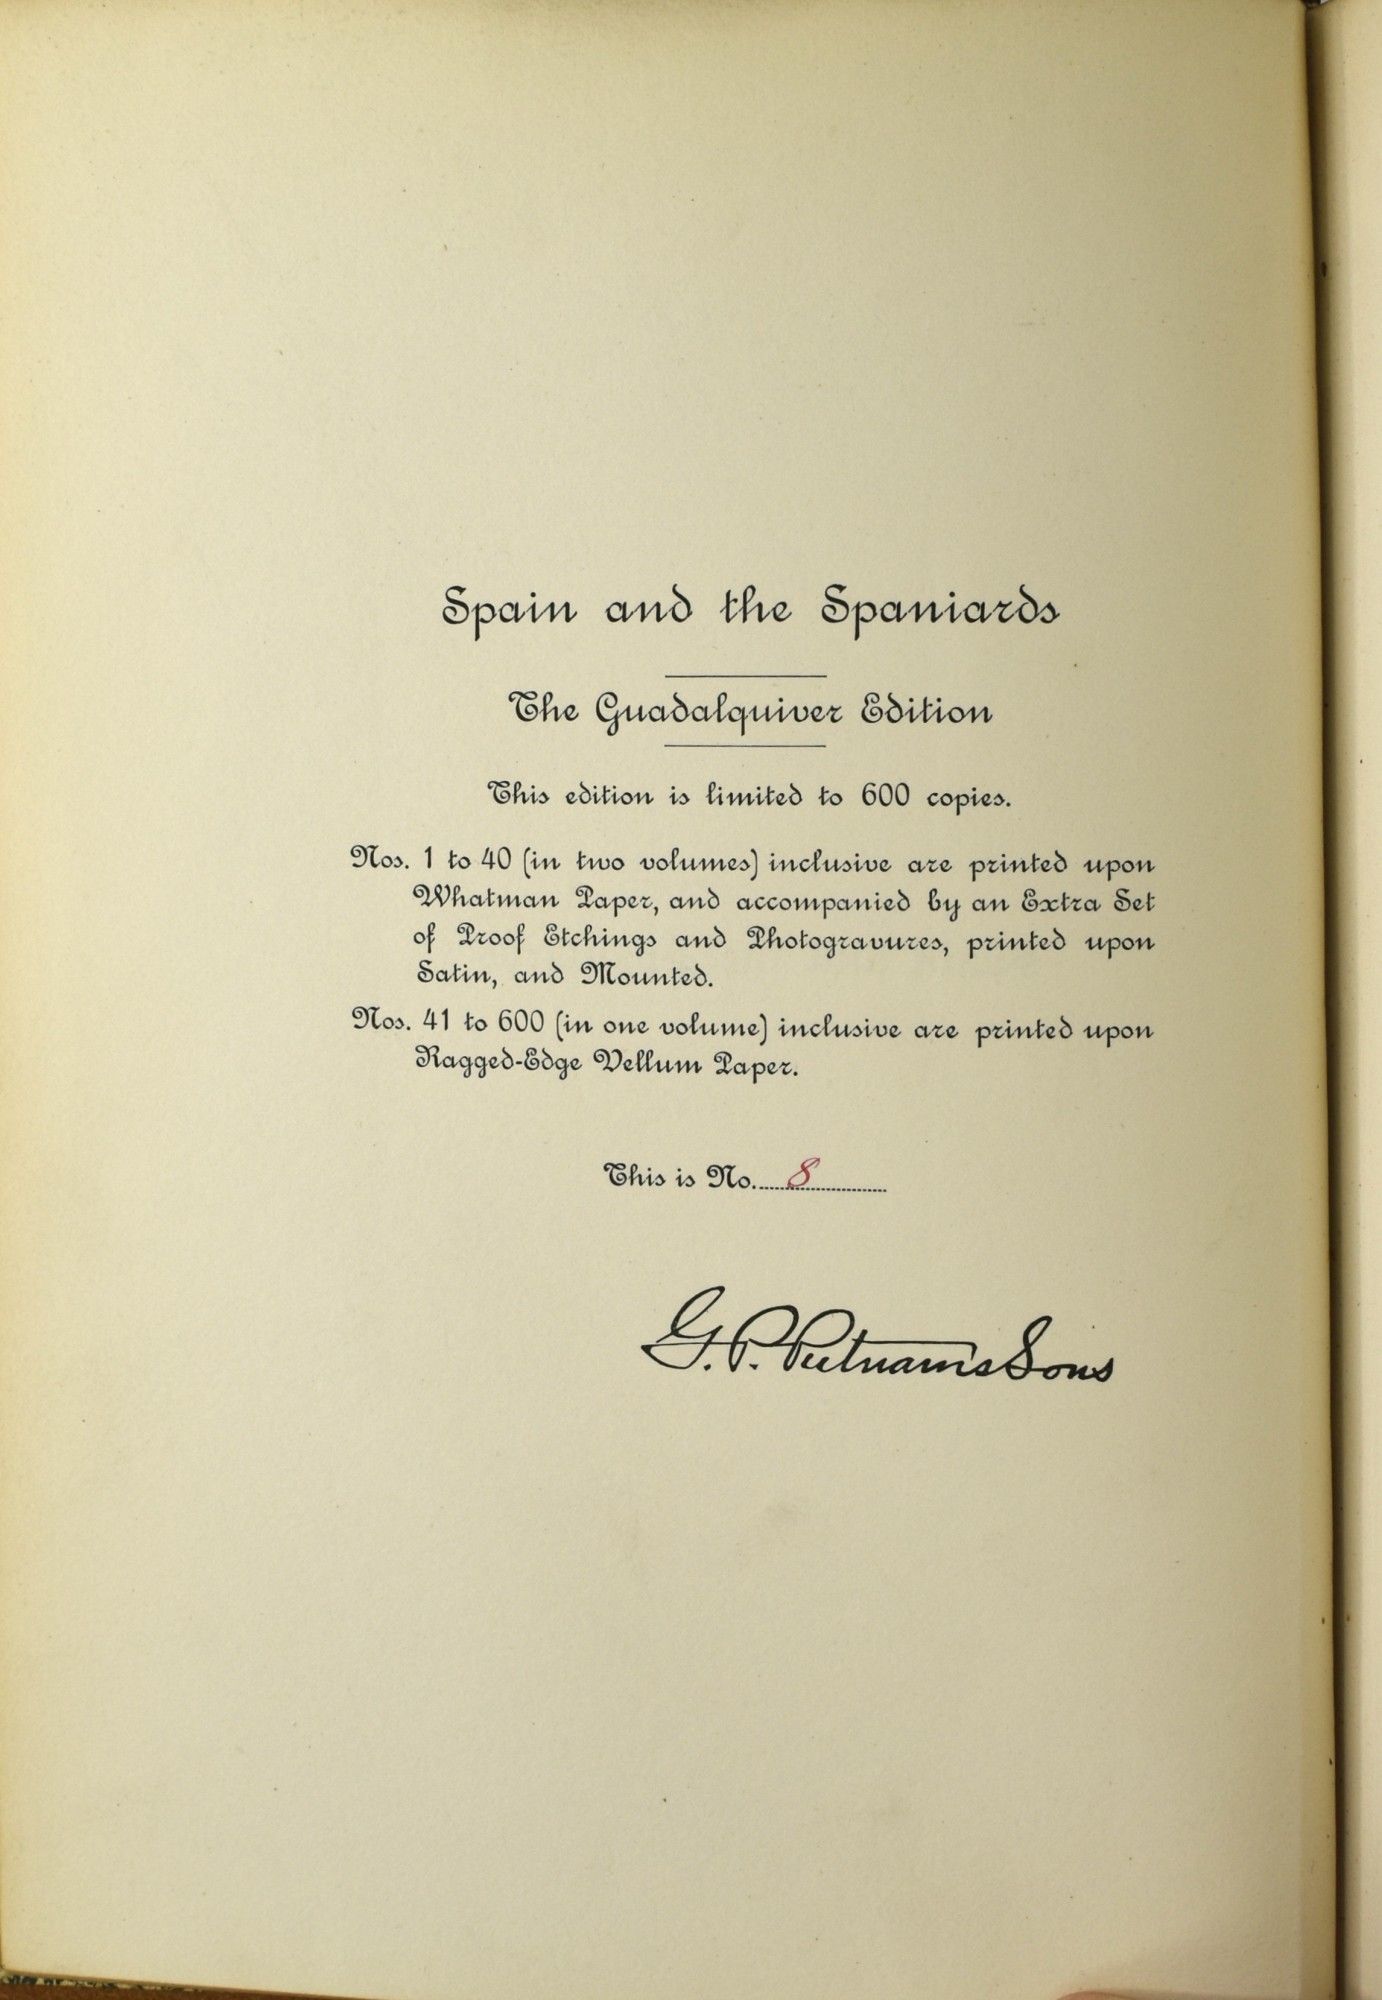 Spain and the Spaniards
The Guadalquiver Edition
This edition is limited to 600 copies.
Nos. 1 to 40 (in two volumes) inclusive are printed upon
Whatman Paper, and accompanied by an Extra Set
of Proof Etchings and Photogravures, printed upon
Satin, and Mounted.
Nos. 41 to 600 (in one volume) inclusive are printed upon
Ragged-Edge Vellum Paper.
This is No. 8
G. P. Putnam's Sons